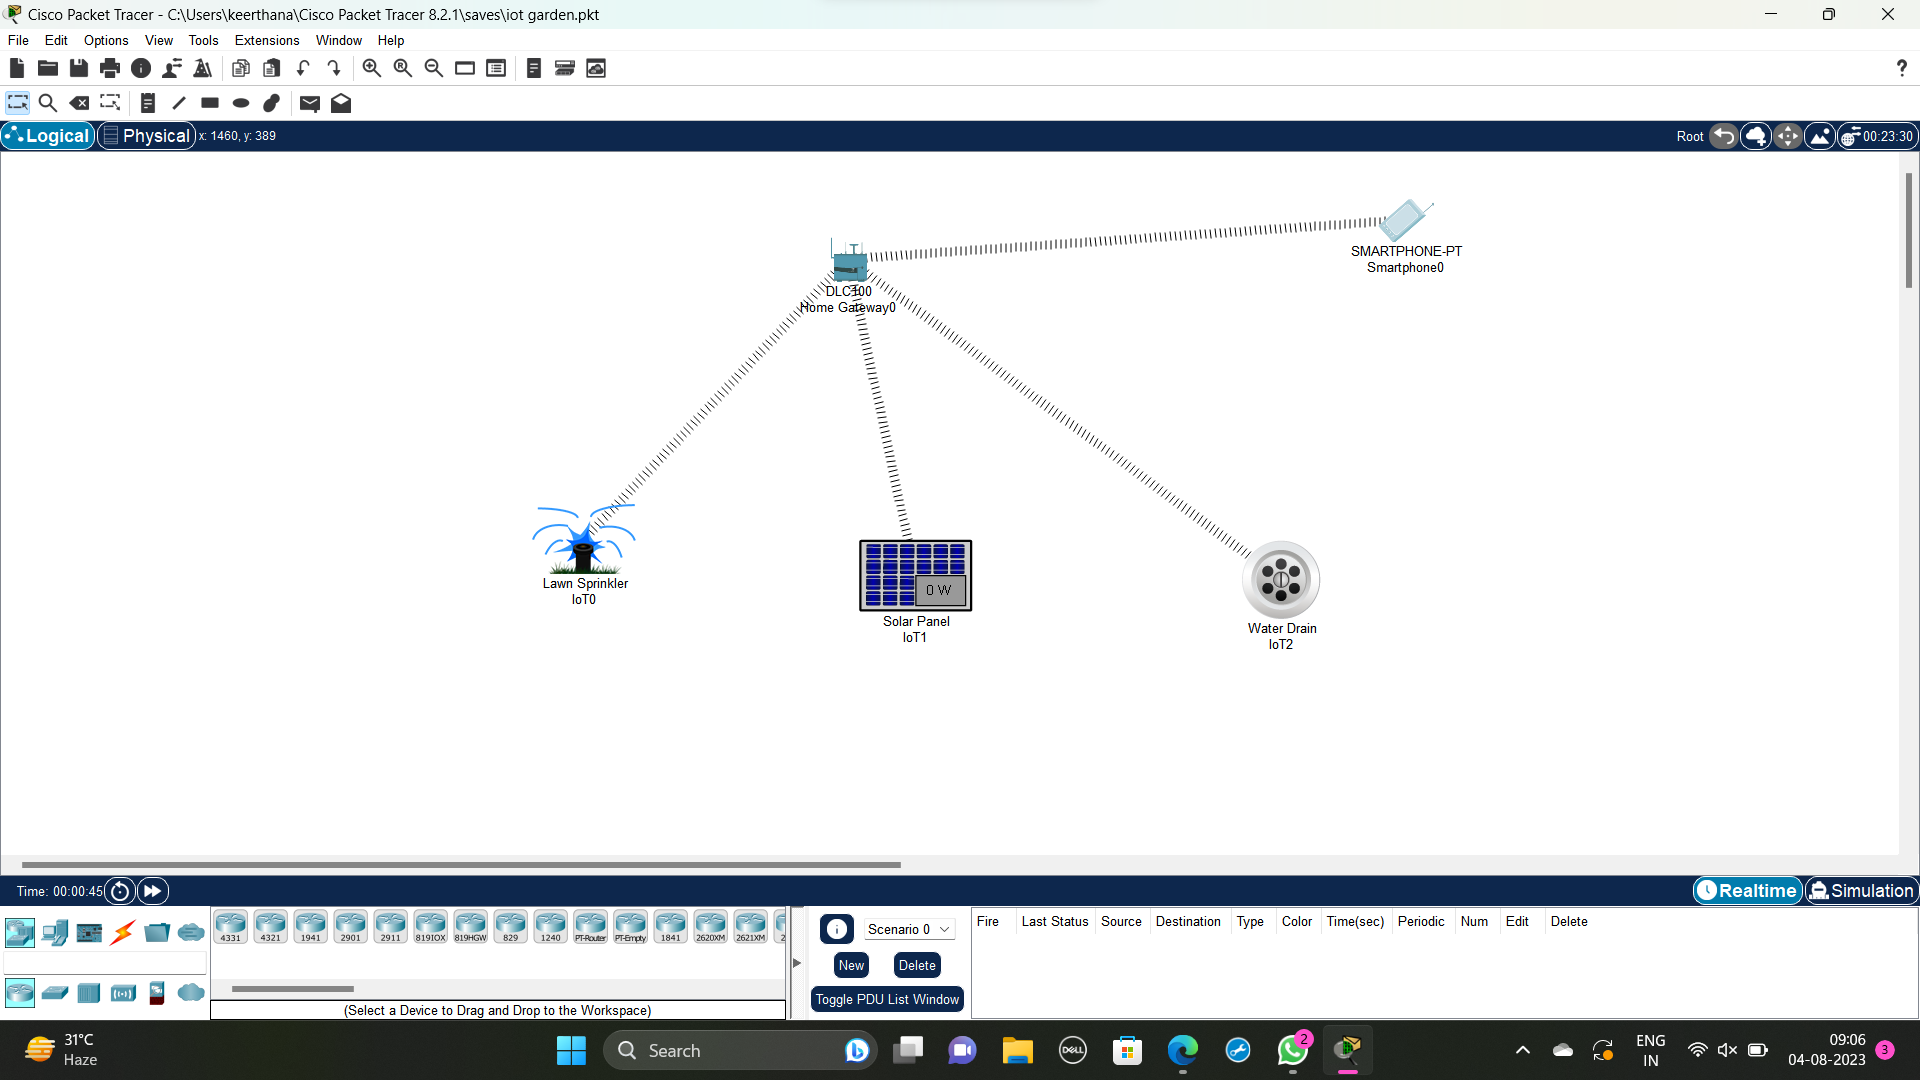 Cisco Packet Tracer - C:\Users\keerthana\Cisco Packet Tracer 8.2.1\saves\iot garden.pkt
File Edit Options View Tools Extensions Window Help
?
Logical Physical x: 1460, y: 389 Root 00:23:30
SMARTPHONE-PT
Smartphone0
DLC100
Home Gateway0
Lawn Sprinkler
IoT0
0 W
Solar Panel
IoT1
Water Drain
IoT2
Time: 00:00:45 Realtime Simulation
4331 4321 1941 2901 2911 819IOX 819HGW 829 1240 PT-Router PT-Empty 1841 2620XM 2621XM 2
(Select a Device to Drag and Drop to the Workspace)
Scenario 0
New Delete
Toggle PDU List Window
Fire Last Status Source Destination Type Color Time(sec) Periodic Num Edit Delete
31°C
Haze
Search
DELL
2
ENG
IN
09:06
04-08-2023
3